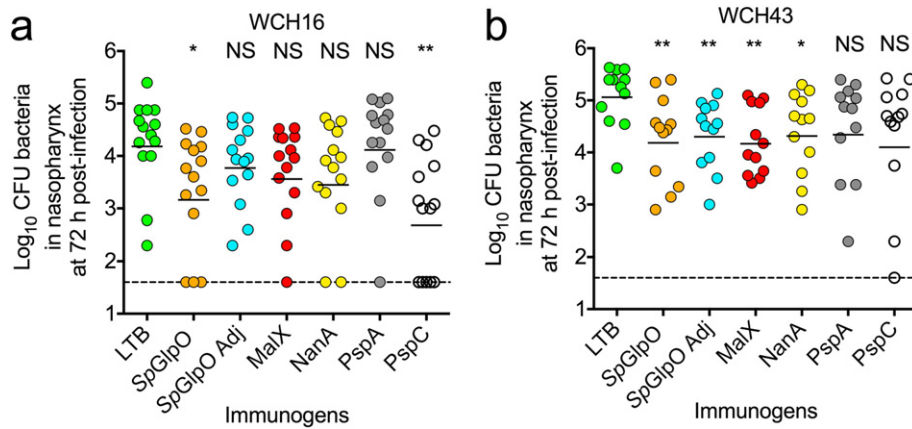 a
WCH16
* NS NS NS NS **
Log10 CFU bacteria
in nasopharynx
at 72 h post-infection
6
5
4
3
2
1
LTB
SpGlpO
SpGlpO Adj
MalX
NanA
PspA
PspC
Immunogens
b
WCH43
** ** ** * NS NS
Log10 CFU bacteria
in nasopharynx
at 72 h post-infection
6
5
4
3
2
1
LTB
SpGlpO
SpGlpO Adj
MalX
NanA
PspA
PspC
Immunogens